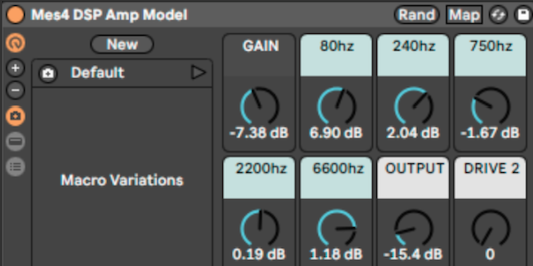 Mes4 DSP Amp Model Rand Map
New
Default
Macro Variations
GAIN 80hz 240hz 750hz
-7.38 dB 6.90 dB 2.04 dB -1.67 dB
2200hz 6600hz OUTPUT DRIVE 2
0.19 dB 1.18 dB -15.4 dB 0